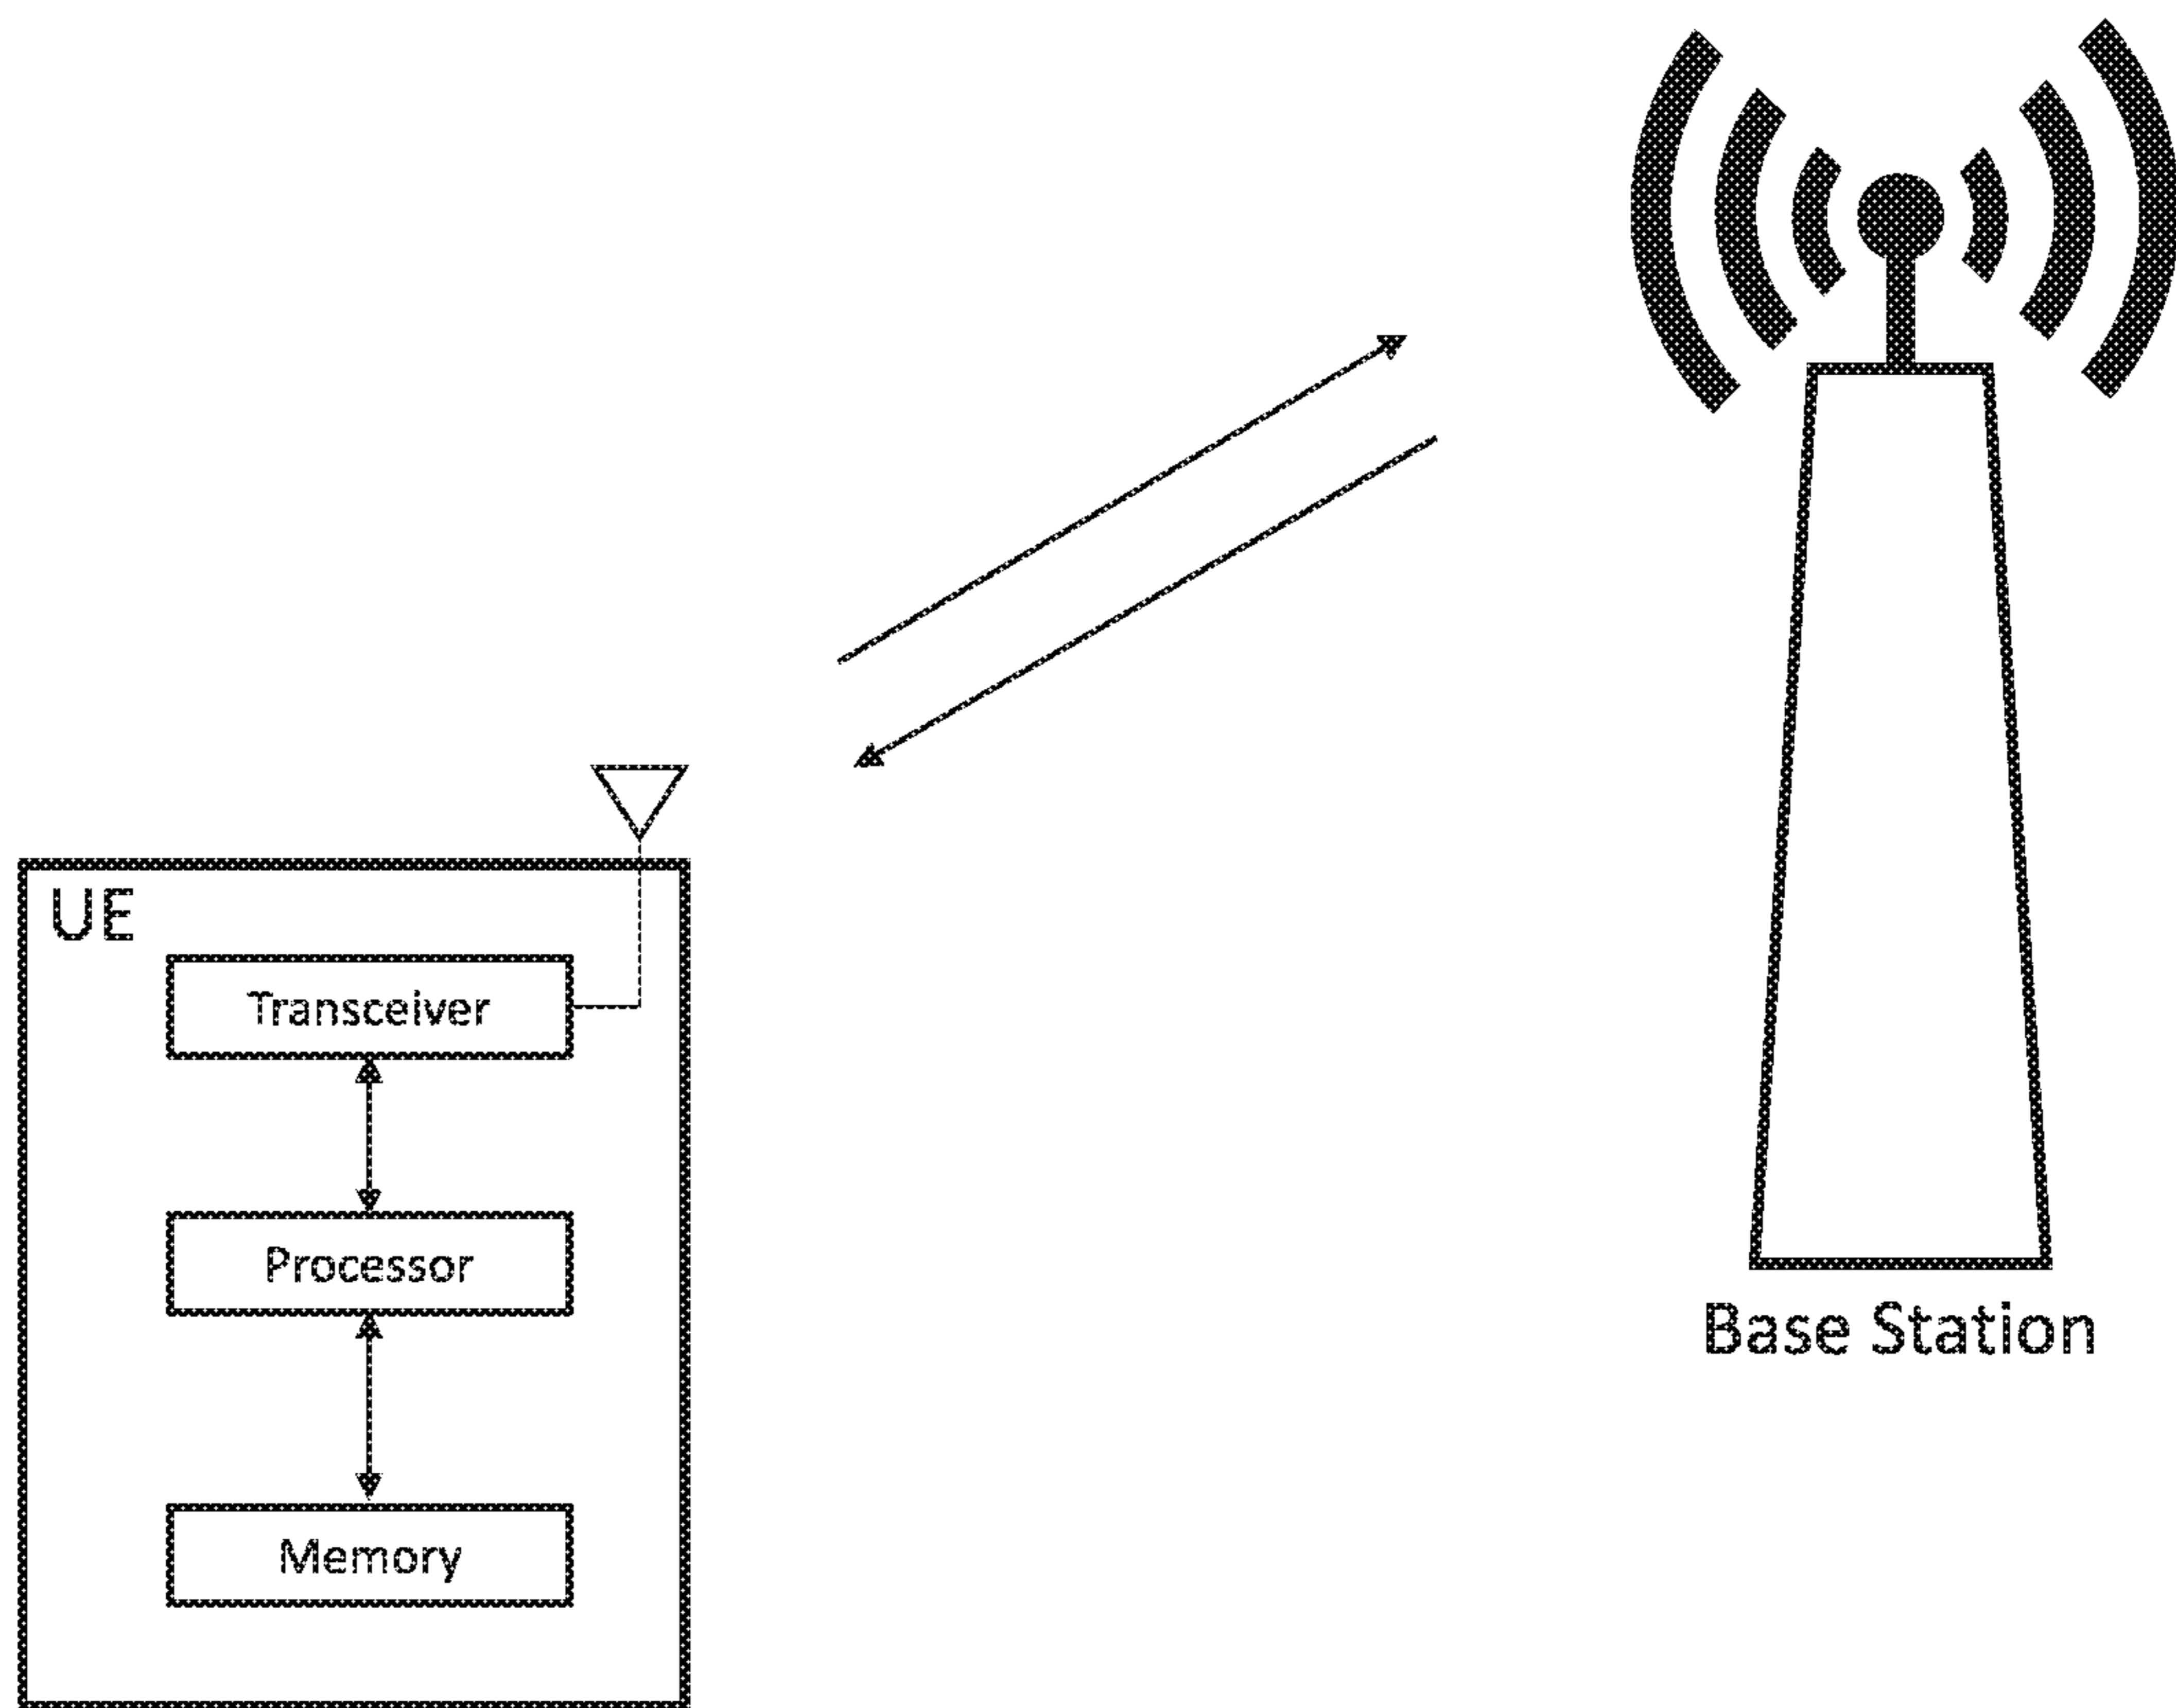 UE
Transceiver
Processor
Memory
Base Station